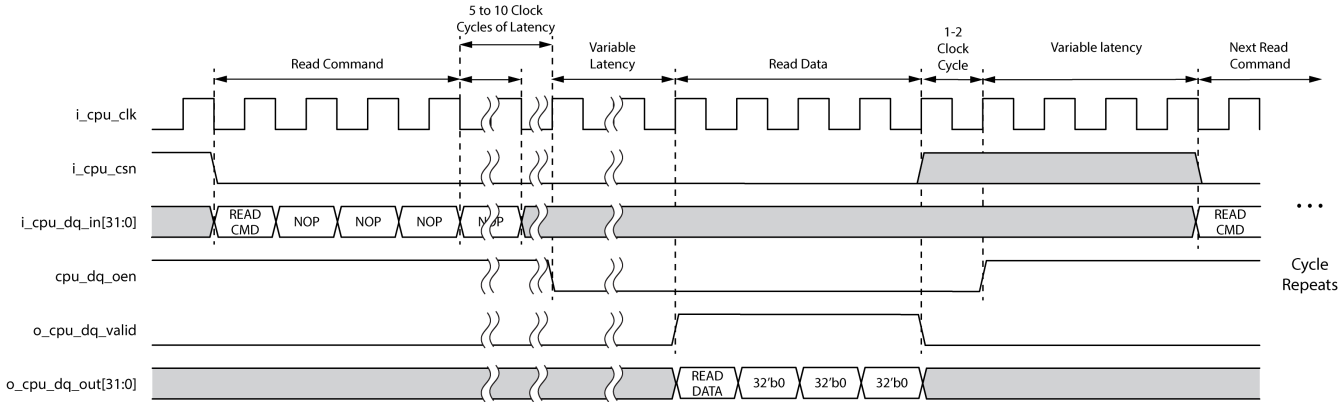 5 to 10 Clock
Cycles of Latency
Read Command
Variable
Latency
Read Data
1-2
Clock
Cycle
Variable latency
Next Read
Command
i_cpu_clk
i_cpu_csn
i_cpu_dq_in[31:0]
READ
CMD
NOP
NOP
NOP
NOP
READ
CMD
...
cpu_dq_oen
Cycle
Repeats
o_cpu_dq_valid
o_cpu_dq_out[31:0]
READ
DATA
32'b0
32'b0
32'b0